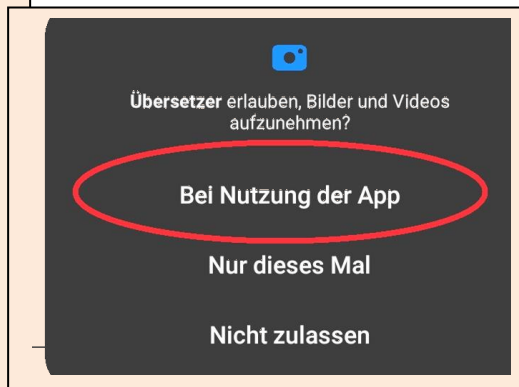 Übersetzer erlauben, Bilder und Videos
aufzunehmen?
Bei Nutzung der App
Nur dieses Mal
Nicht zulassen